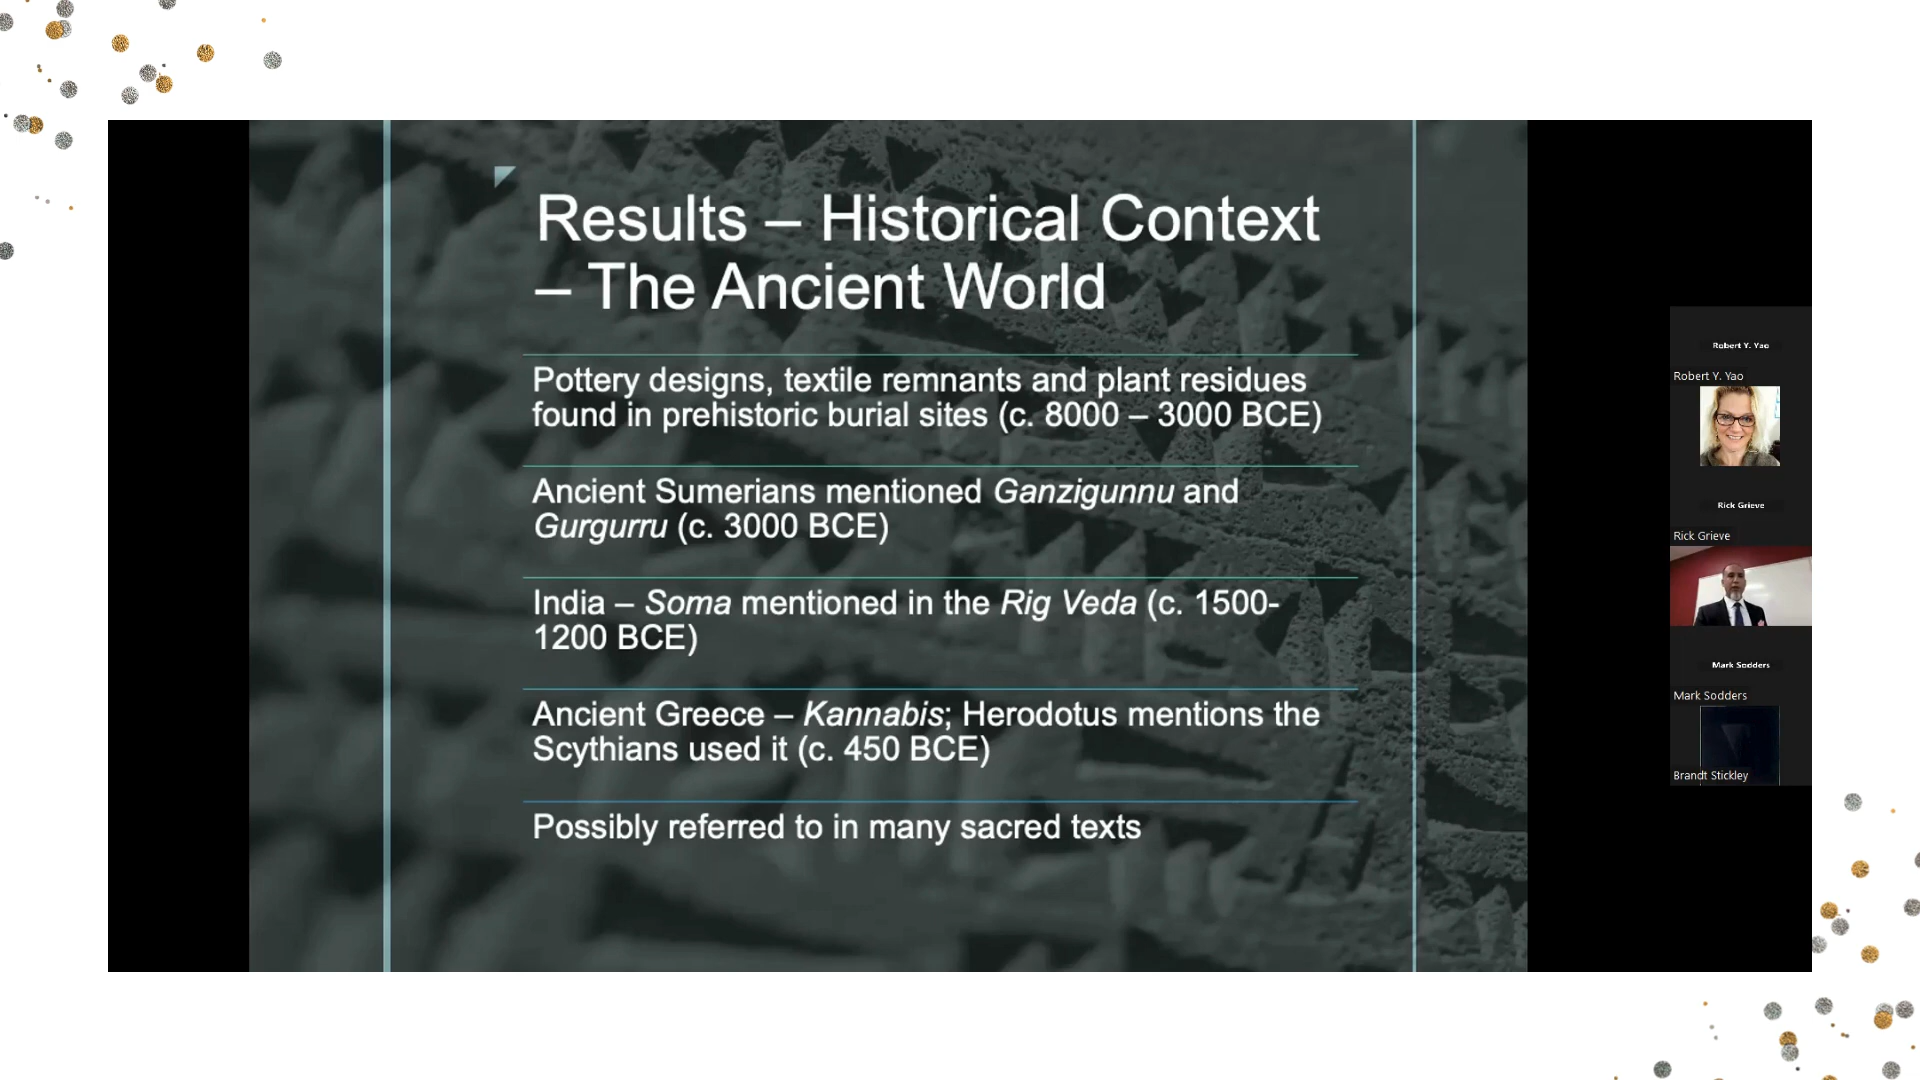 Results – Historical Context
– The Ancient World
Pottery designs, textile remnants and plant residues
found in prehistoric burial sites (c. 8000 – 3000 BCE)
Ancient Sumerians mentioned Ganzigunnu and
Gurgurru (c. 3000 BCE)
India – Soma mentioned in the Rig Veda (c. 1500-
1200 BCE)
Ancient Greece – Kannabis; Herodotus mentions the
Scythians used it (c. 450 BCE)
Possibly referred to in many sacred texts
Robert Y. Yao
Robert Y. Yao
Rick Grieve
Rick Grieve
Mark Sodders
Mark Sodders
Brandt Stickley